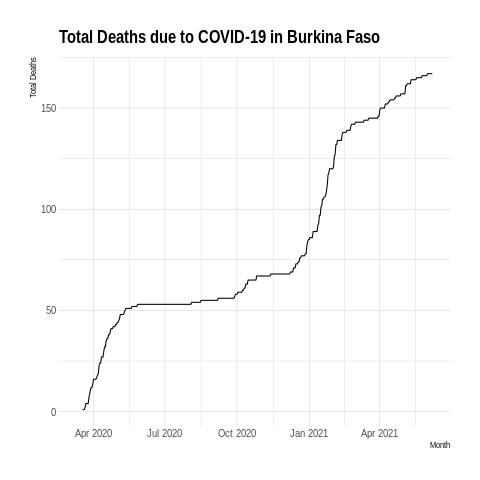 Total Deaths due to COVID-19 in Burkina Faso
Total Deaths
150
100
50
0
Apr 2020 Jul 2020 Oct 2020 Jan 2021 Apr 2021
Month